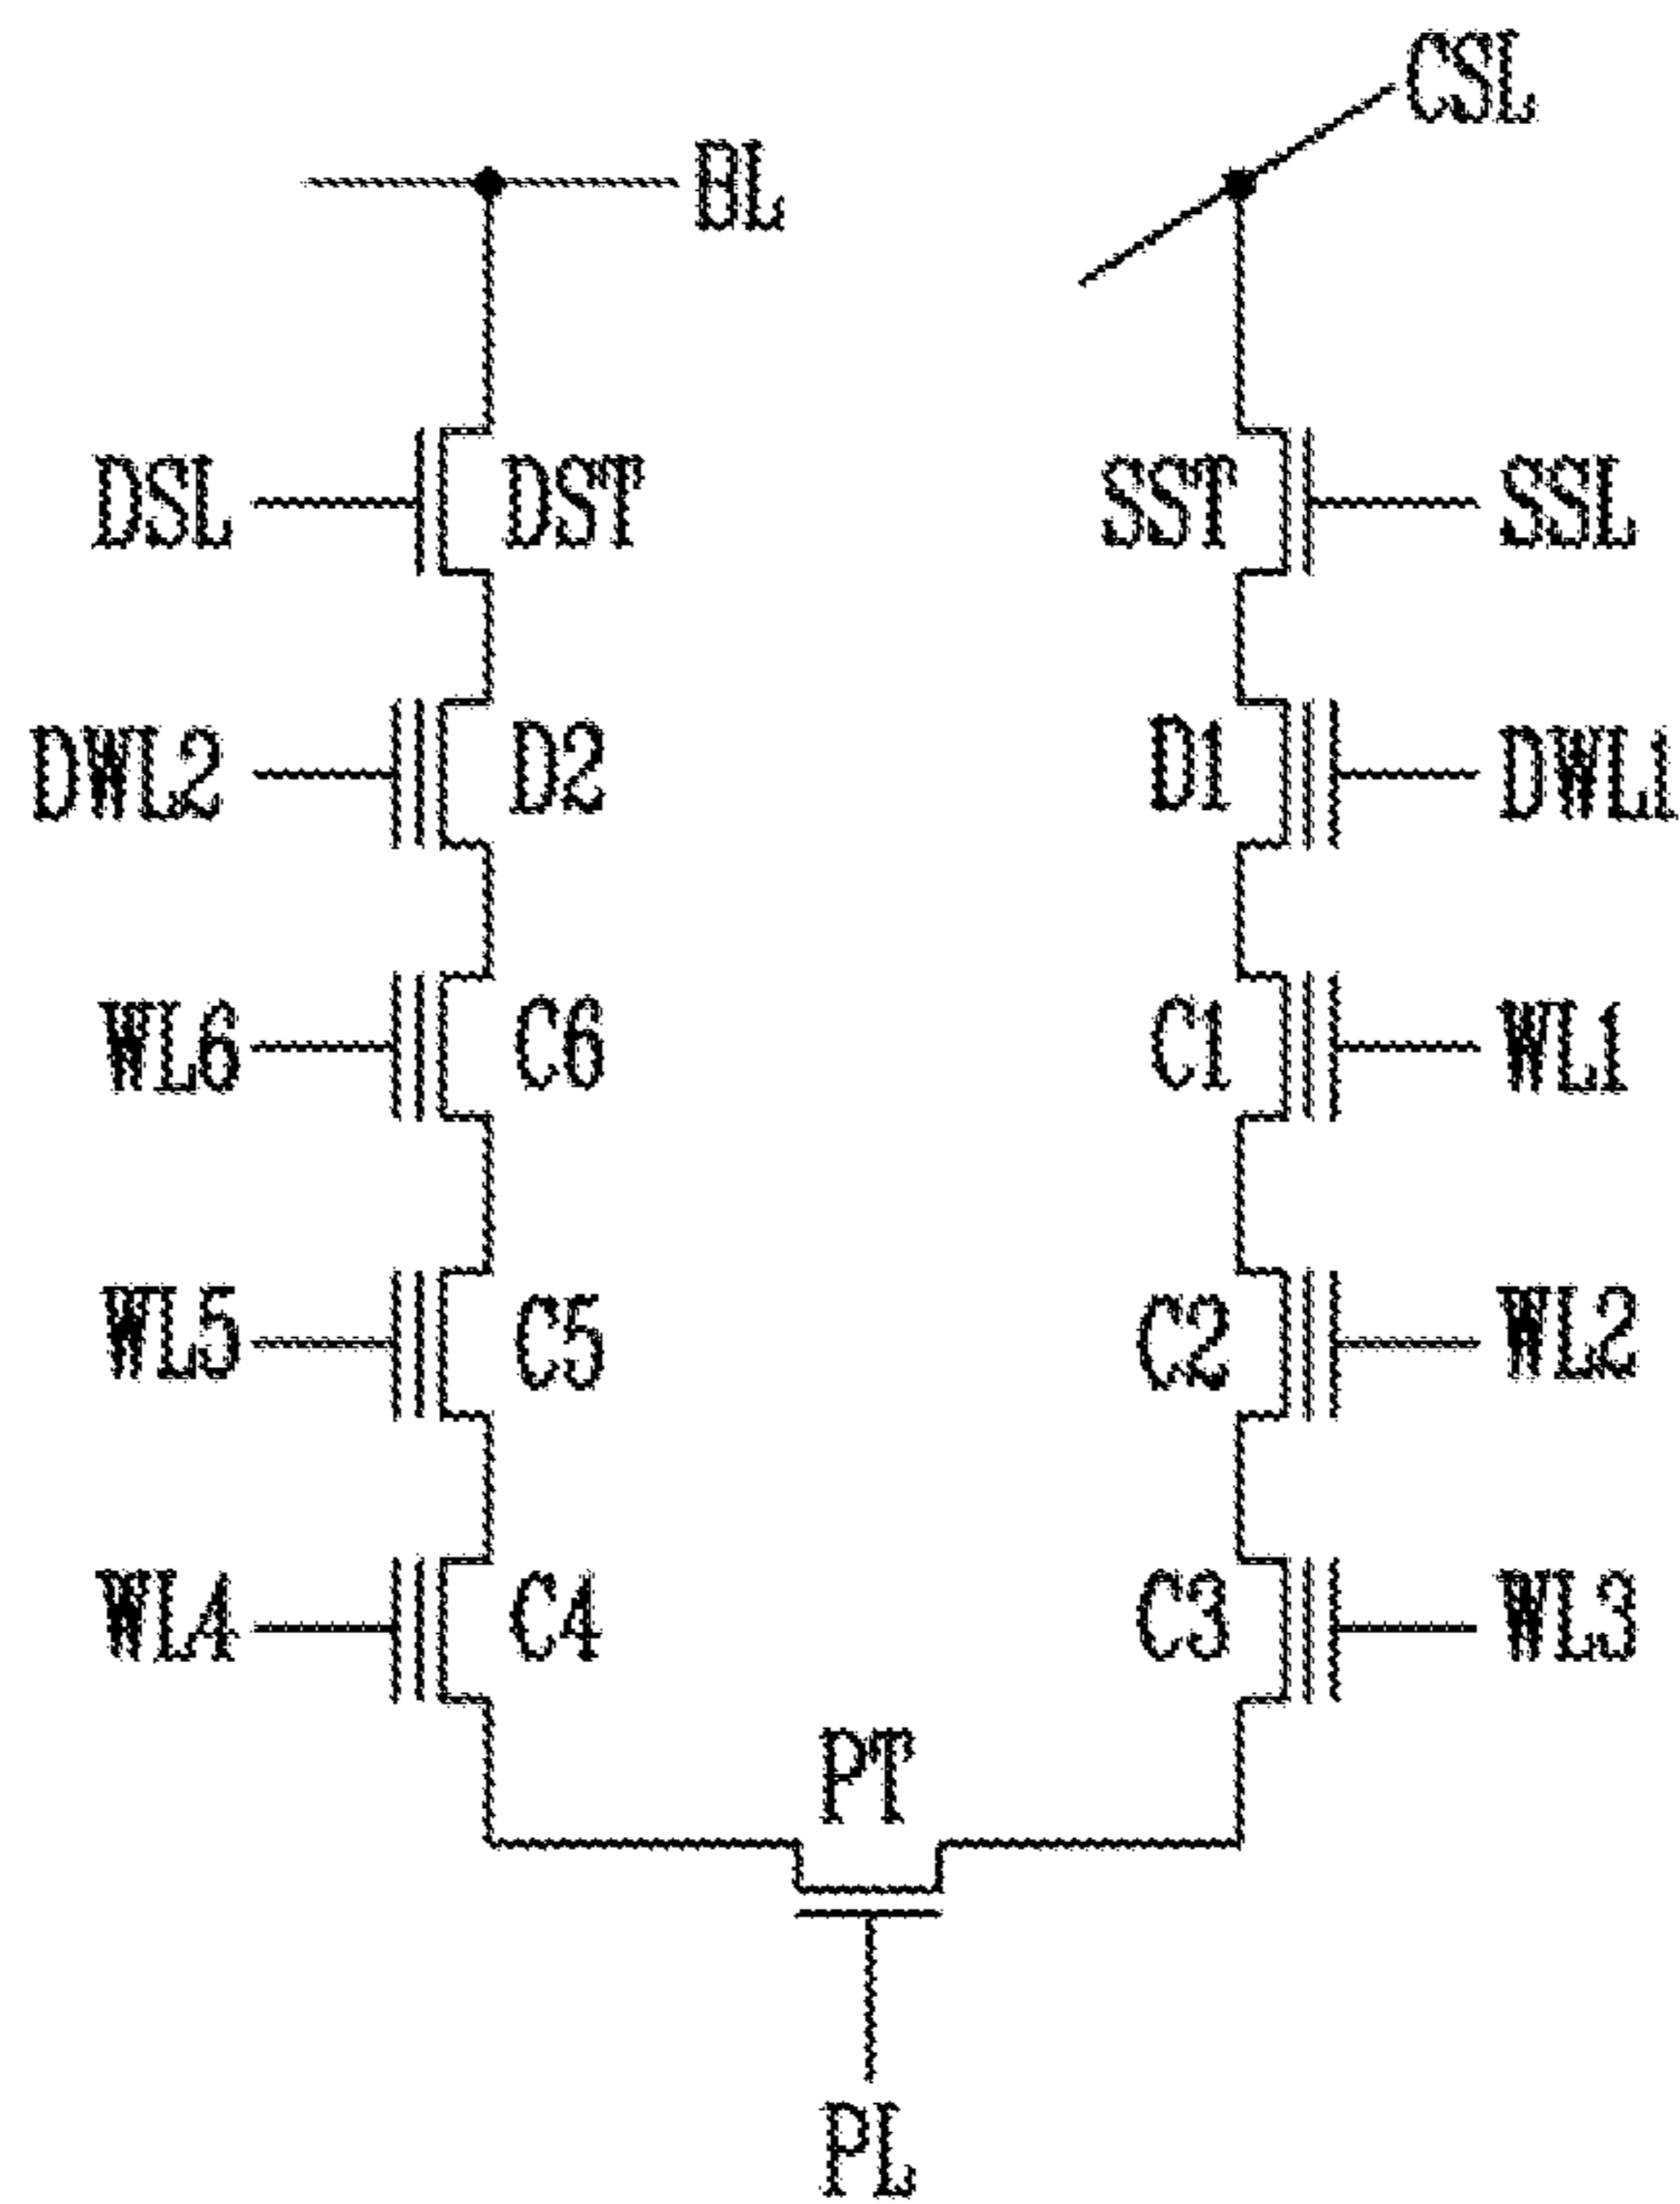 CSL
BL
DSL DST SST SSL
DWL2 D2 D1 DWL1
WL6 C6 C1 WL1
WL5 C5 C2 WL2
WL4 C4 C3 WL3
PT
PL